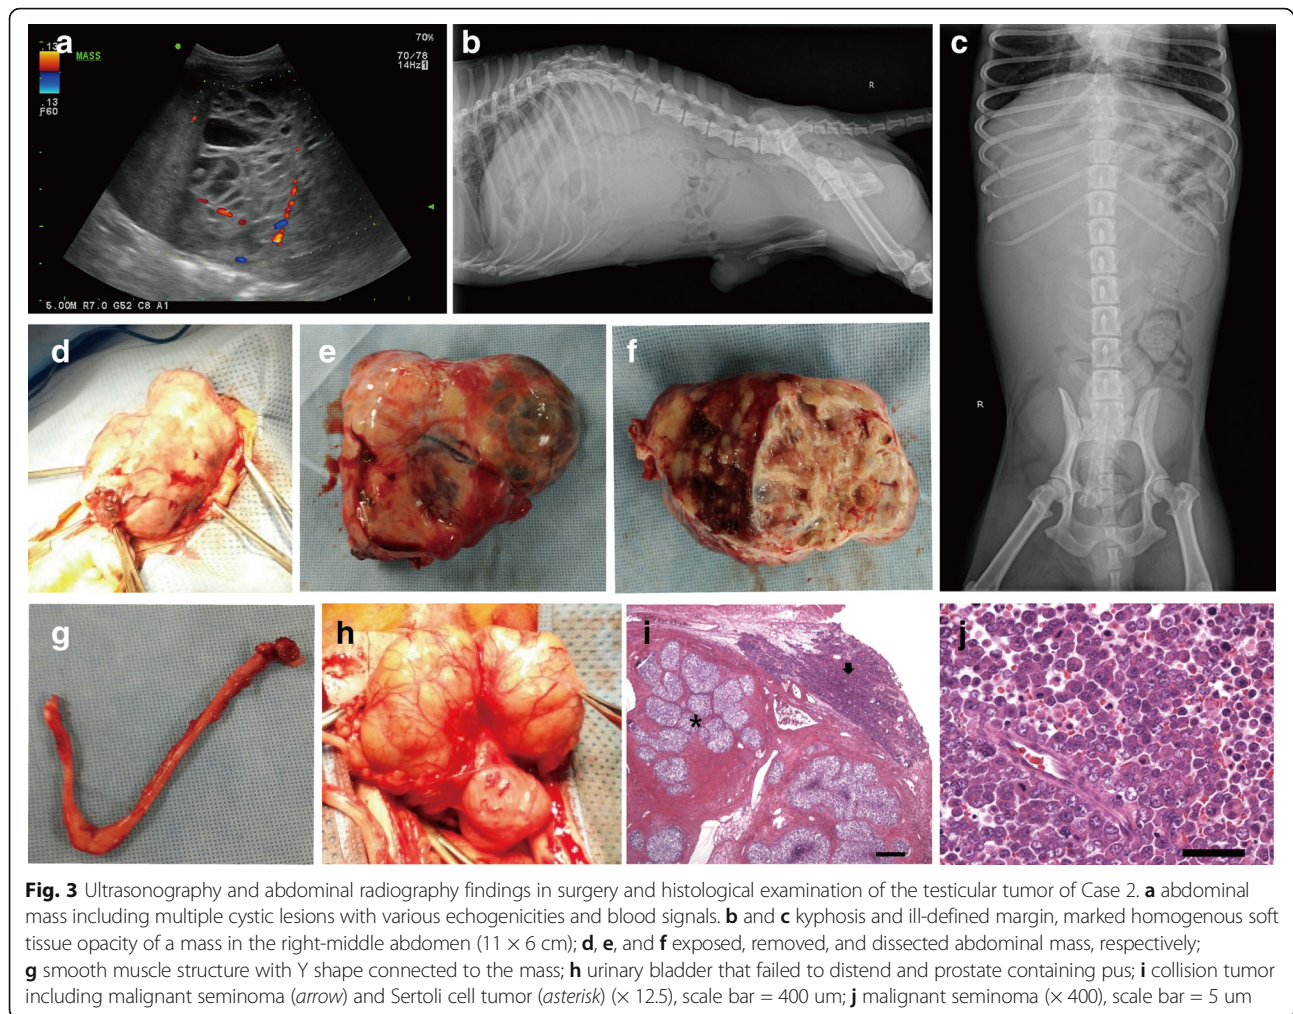 a
.13
MASS
.13
F60
70%
70/78
14Hz1
5.00M R7.0 G52 C8 A1
b
R
c
R
d
e
f
g
h
i
*
j
Fig. 3 Ultrasonography and abdominal radiography findings in surgery and histological examination of the testicular tumor of Case 2. a abdominal
mass including multiple cystic lesions with various echogenicities and blood signals. b and c kyphosis and ill-defined margin, marked homogenous soft
tissue opacity of a mass in the right-middle abdomen (11 × 6 cm); d, e, and f exposed, removed, and dissected abdominal mass, respectively;
g smooth muscle structure with Y shape connected to the mass; h urinary bladder that failed to distend and prostate containing pus; i collision tumor
including malignant seminoma (arrow) and Sertoli cell tumor (asterisk) (× 12.5), scale bar = 400 um; j malignant seminoma (× 400), scale bar = 5 um